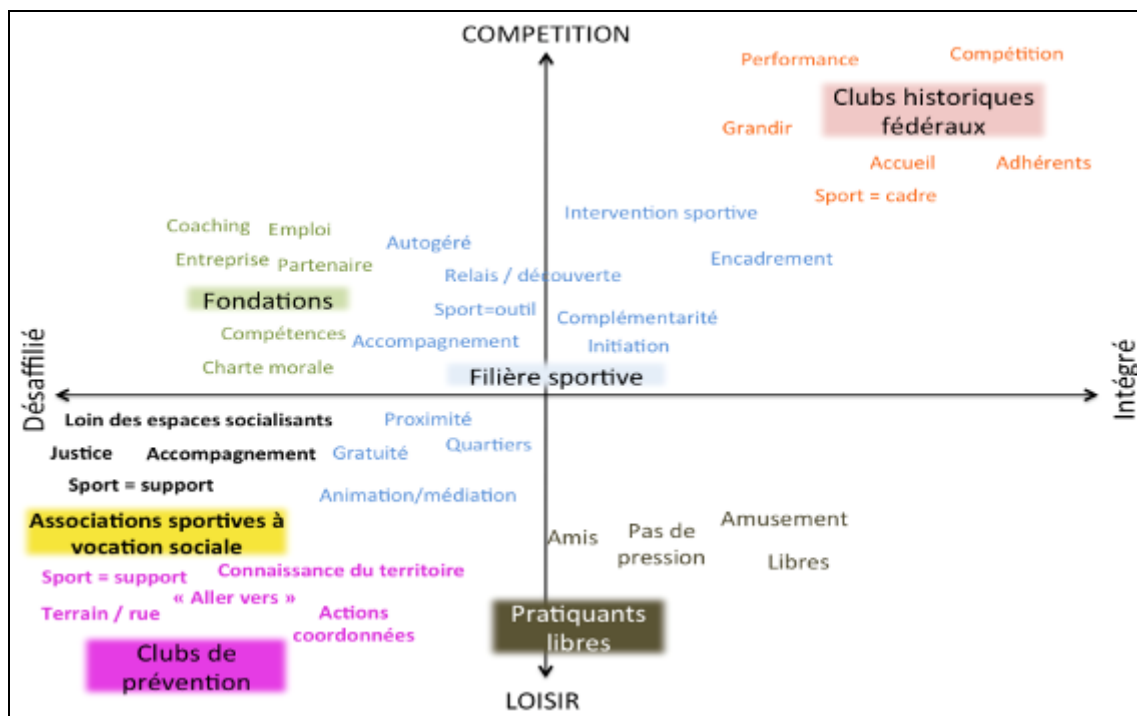 COMPETITION
Performance
Compétition
Clubs historiques
fédéraux
Grandir
Accueil
Adhérents
Sport = cadre
Intervention sportive
Coaching
Emploi
Autogéré
Entreprise
Partenaire
Encadrement
Relais / découverte
Fondations
Sport=outil
Complémentarité
Compétences
Accompagnement
Initiation
Charte morale
Filière sportive
Désaffilié
Intégré
Loin des espaces socialisants
Proximité
Quartiers
Justice
Accompagnement
Gratuité
Sport = support
Animation/médiation
Associations sportives à
vocation sociale
Amis
Pas de
pression
Amusement
Libres
Sport = support
Connaissance du territoire
« Aller vers »
Terrain / rue
Actions
coordonnées
Pratiquants
libres
Clubs de
prévention
LOISIR